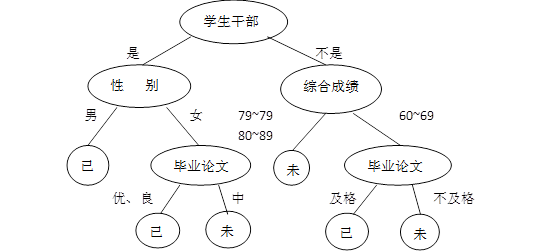 学生干部
是
不是
性 别
综合成绩
男
女
79~79
80~89
60~69
已
毕业论文
未
毕业论文
优、良
中
及格
不及格
已
未
已
未